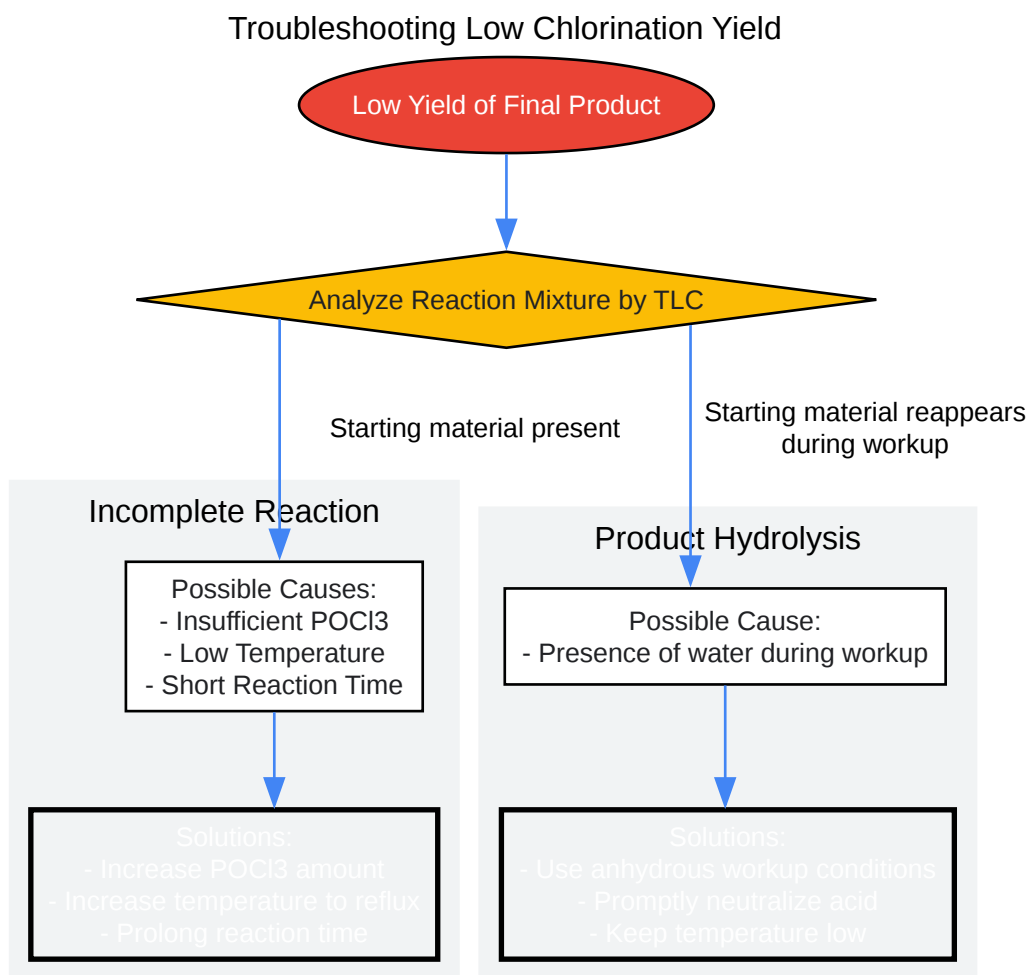 Troubleshooting Low Chlorination Yield
Low Yield of Final Product
Analyze Reaction Mixture by TLC
Starting material present
Starting material reappears
during workup
Incomplete Reaction
Possible Causes:
- Insufficient POCl3
- Low Temperature
- Short Reaction Time
Solutions:
- Increase POCl3 amount
- Increase temperature to reflux
- Prolong reaction time
Product Hydrolysis
Possible Cause:
- Presence of water during workup
Solutions:
- Use anhydrous workup conditions
- Promptly neutralize acid
- Keep temperature low